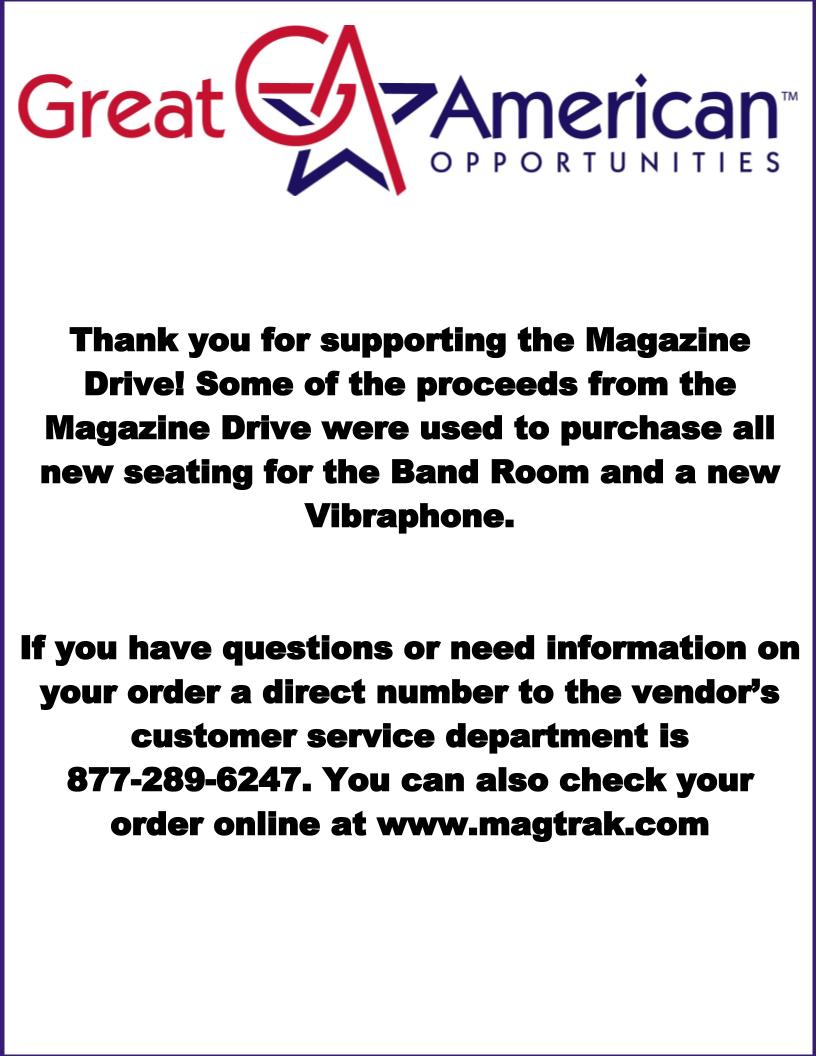 Great GA American™
OPPORTUNITIES
Thank you for supporting the Magazine
Drive! Some of the proceeds from the
Magazine Drive were used to purchase all
new seating for the Band Room and a new
Vibraphone.
If you have questions or need information on
your order a direct number to the vendor’s
customer service department is
877-289-6247. You can also check your
order online at www.magtrak.com